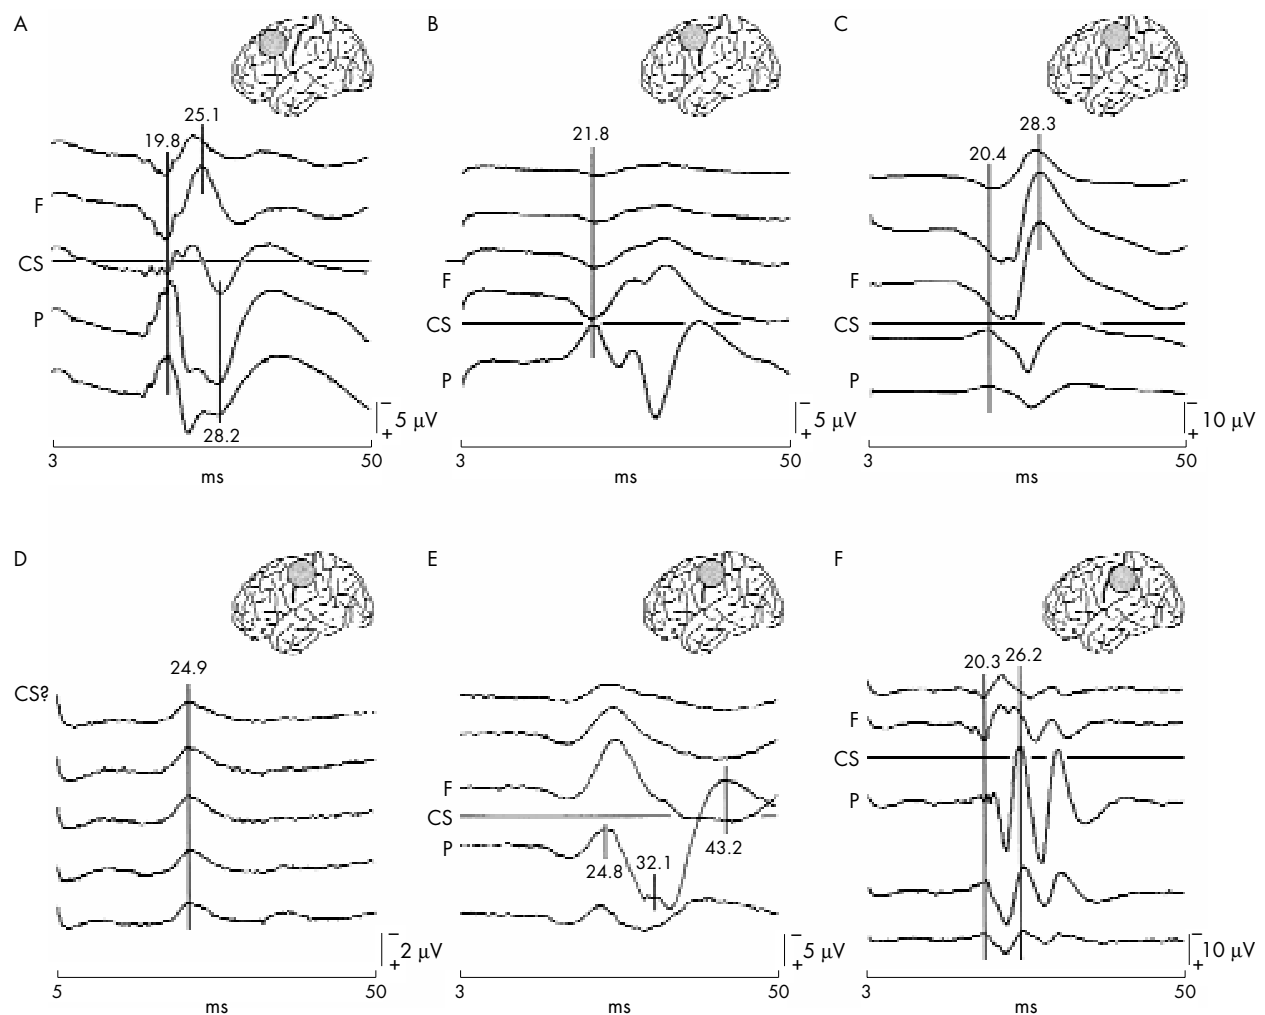 A
25.1
19.8
F
CS
P
28.2
− + 5 µV
3 50
ms
B
21.8
F
CS
P
− + 5 µV
3 50
ms
C
28.3
20.4
F
CS
P
− + 10 µV
3 50
ms
D
24.9
CS?
− + 2 µV
5 50
ms
E
F
CS
P
43.2
24.8 32.1
− + 5 µV
3 50
ms
F
20.3 26.2
F
CS
P
− + 10 µV
3 50
ms